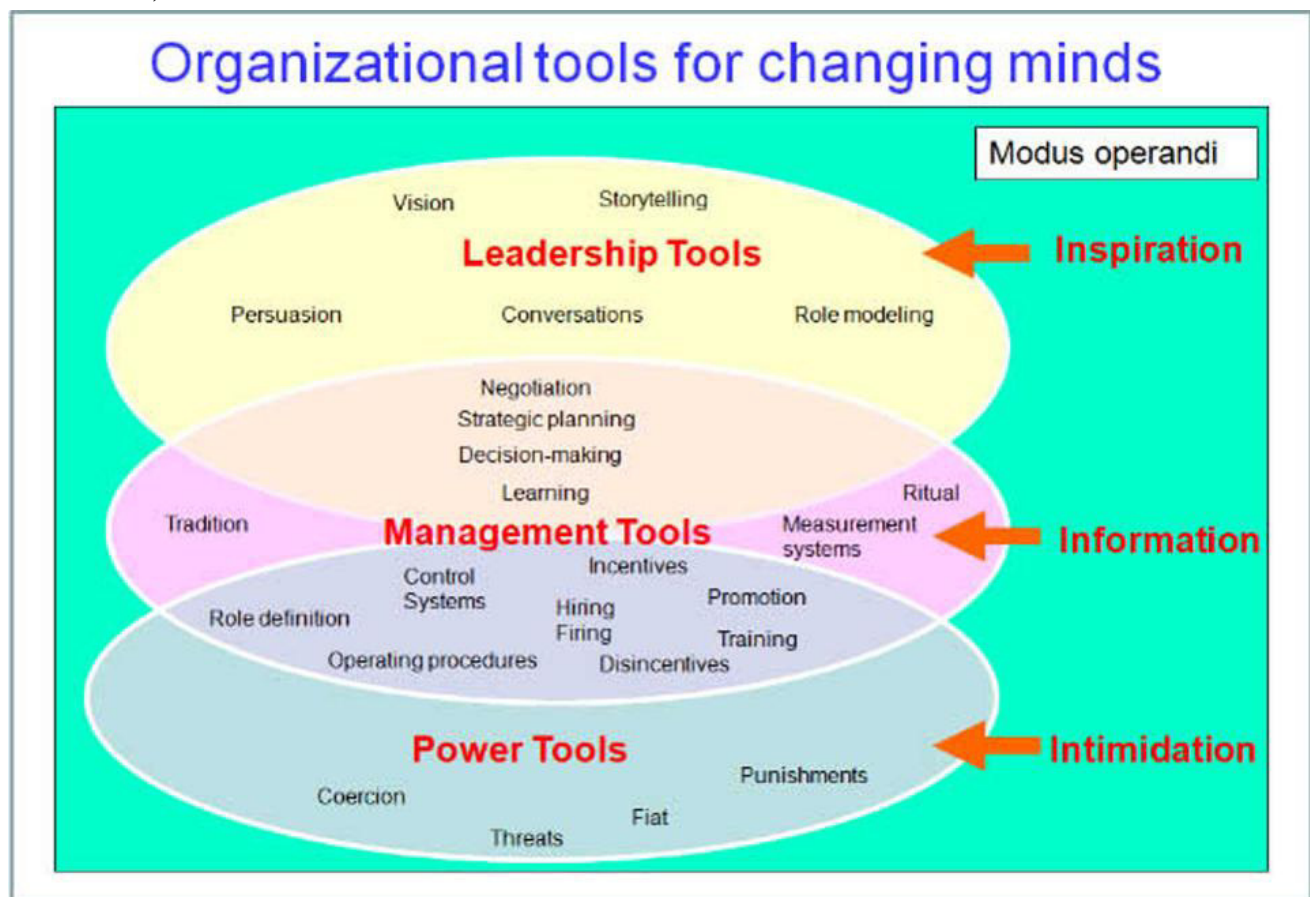 Organizational tools for changing minds
Modus operandi
Vision
Storytelling
Leadership Tools
Inspiration
Persuasion
Conversations
Role modeling
Negotiation
Strategic planning
Decision-making
Learning
Ritual
Tradition
Management Tools
Measurement
systems
Information
Incentives
Control
Systems
Promotion
Hiring
Firing
Role definition
Training
Operating procedures
Disincentives
Power Tools
Intimidation
Punishments
Coercion
Fiat
Threats